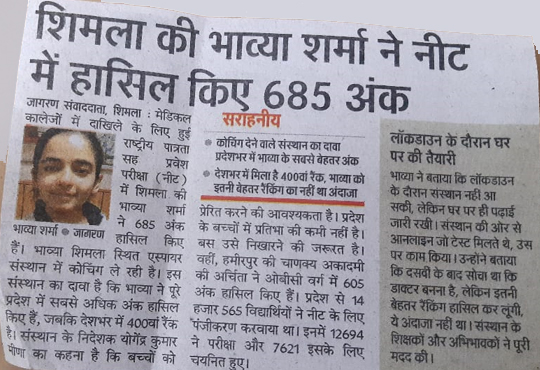 शिमला की भाव्या शर्मा ने नीट
में हासिल किए 685 अंक
जागरण संवाददाता, शिमला : मेडिकल
कालेजों में दाखिले के लिए हुई
राष्ट्रीय पात्रता
सह प्रवेश
परीक्षा (नीट)
में शिमला की
भाव्या शर्मा
ने 685 अंक
हासिल किए
भाव्या शर्मा ● जागरण
हैं। भाव्या शिमला स्थित एस्पायर
संस्थान में कोचिंग ले रही है। इस
संस्थान का दावा है कि भाव्या ने पूरे
प्रदेश में सबसे अधिक अंक हासिल
किए हैं, जबकि देशभर में 400वां रैंक
है। संस्थान के निदेशक योगेंद्र कुमार
मीणा का कहना है कि बच्चों को
सराहनीय
● कोचिंग देने वाले संस्थान का दावा
प्रदेशभर में भाव्या के सबसे बेहतर अंक
● देशभर में मिला है 400वां रैंक, भाव्या को
इतनी बेहतर रैंकिंग का नहीं था अंदाजा
प्रेरित करने की आवश्यकता है। प्रदेश
के बच्चों में प्रतिभा की कमी नहीं है।
बस उसे निखारने की जरूरत है।
वहीं, हमीरपुर की चाणक्य अकादमी
की अर्चिता ने ओबीसी वर्ग में 605
अंक हासिल किए हैं। प्रदेश से 14
हजार 565 विद्यार्थियों ने नीट के लिए
पंजीकरण करवाया था। इनमें 12694
ने परीक्षा और 7621 इसके लिए
चयनित हुए।
लॉकडाउन के दौरान घर
पर की तैयारी
भाव्या ने बताया कि लॉकडाउन
के दौरान संस्थान नहीं आ
सकी, लेकिन घर पर ही पढ़ाई
जारी रखी। संस्थान की ओर से
आनलाइन जो टेस्ट मिलते थे, उस
पर काम किया। उन्होंने बताया
कि दसवीं के बाद सोचा था कि
डाक्टर बनना है, लेकिन इतनी
बेहतर रैंकिंग हासिल कर लूंगी,
ये अंदाजा नहीं था। संस्थान के
शिक्षकों और अभिभावकों ने पूरी
मदद की।